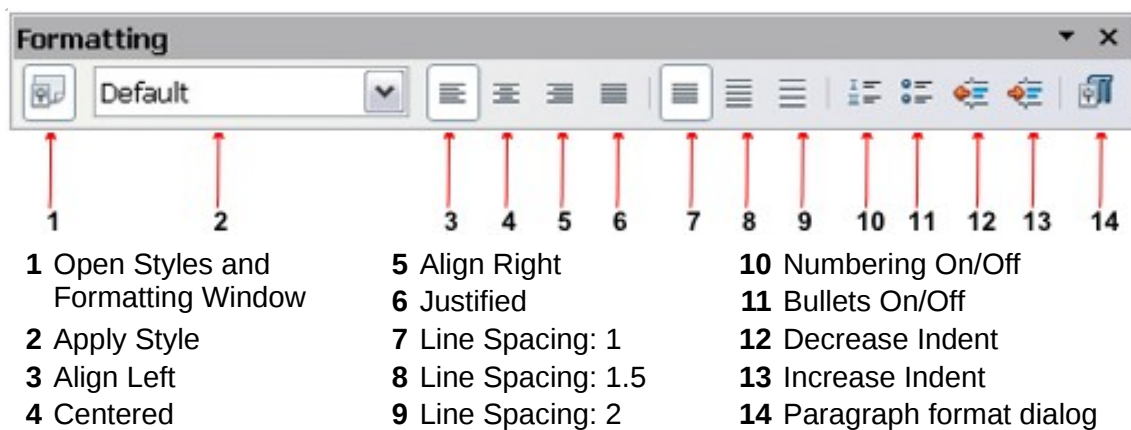 Formatting
Default
1 2 3 4 5 6 7 8 9 10 11 12 13 14
1 Open Styles and
Formatting Window
2 Apply Style
3 Align Left
4 Centered
5 Align Right
6 Justified
7 Line Spacing: 1
8 Line Spacing: 1.5
9 Line Spacing: 2
10 Numbering On/Off
11 Bullets On/Off
12 Decrease Indent
13 Increase Indent
14 Paragraph format dialog